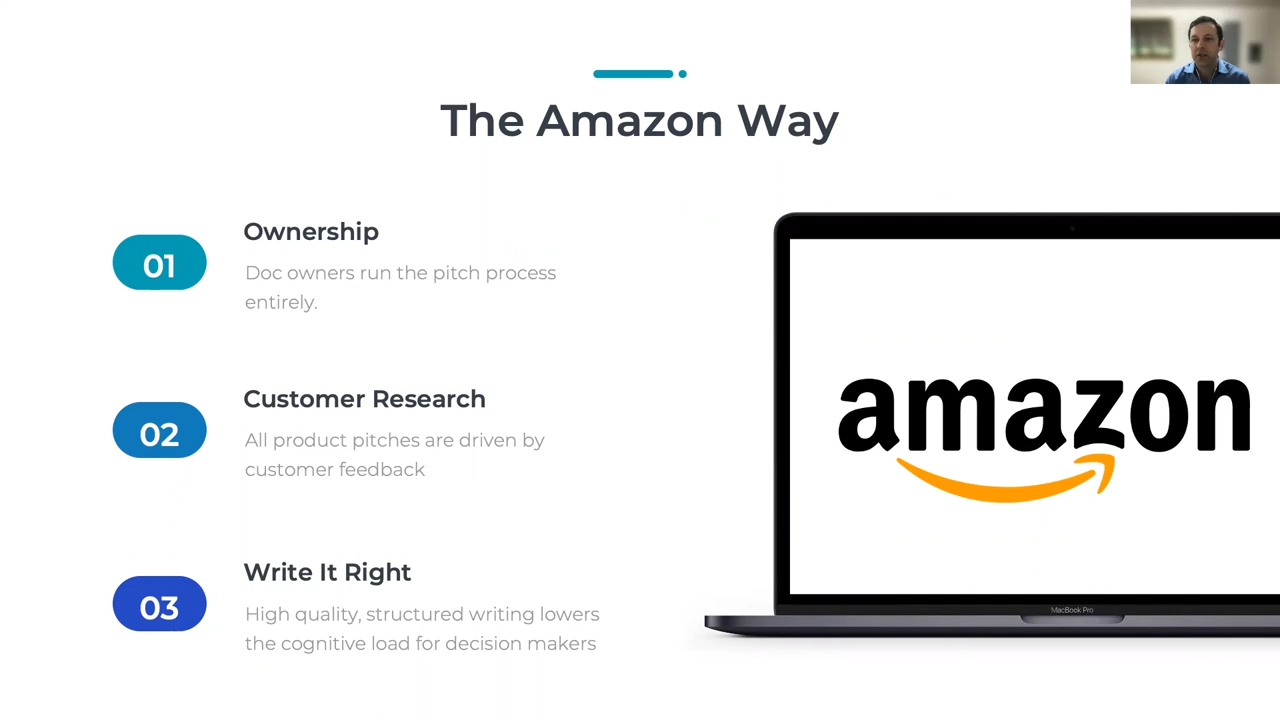 The Amazon Way
01
Ownership
Doc owners run the pitch process
entirely.
02
Customer Research
All product pitches are driven by
customer feedback
03
Write It Right
High quality, structured writing lowers
the cognitive load for decision makers
amazon
MacBook Pro